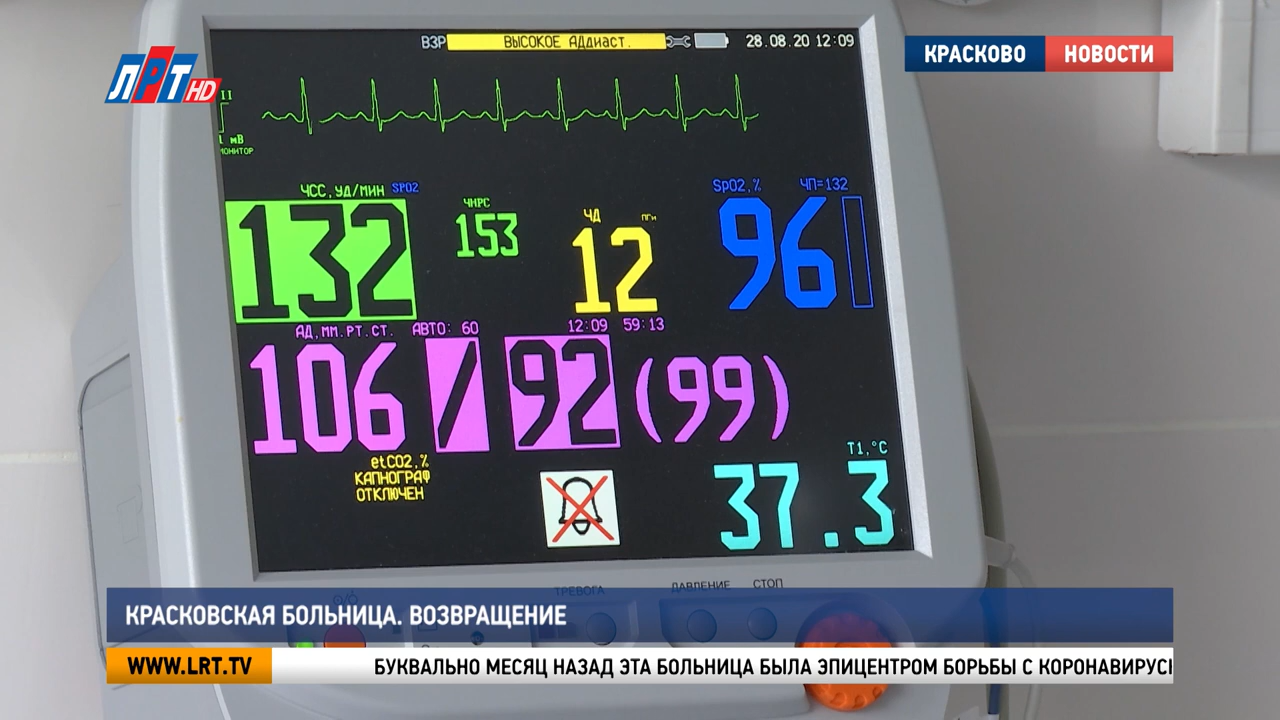 ЛРТ HD
КРАСКОВО НОВОСТИ
ВЗР ВЫСОКОЕ АДдиаст. 28.08.20 12:09
II
1 мВ
МОНИТОР
ЧСС,УД/МИН SPO2
132
ЧНРС
153
ЧД
12
SpO2,% ЧП=132
96
АД,ММ.РТ.СТ. АВТО: 60 12:09 59:13
106/92(99)
etCO2,%
КАПНОГРАФ
ОТКЛЮЧЕН
T1,°C
37.3
ТРЕВОГА ДАВЛЕНИЕ СТОП
КРАСКОВСКАЯ БОЛЬНИЦА. ВОЗВРАЩЕНИЕ
WWW.LRT.TV
БУКВАЛЬНО МЕСЯЦ НАЗАД ЭТА БОЛЬНИЦА БЫЛА ЭПИЦЕНТРОМ БОРЬБЫ С КОРОНАВИРУС